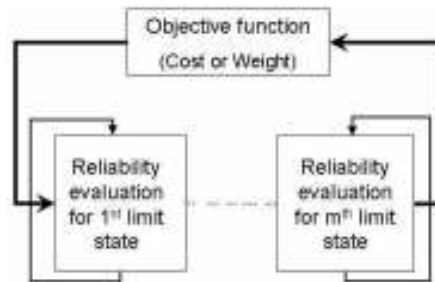 Objective function
(Cost or Weight)
Reliability
evaluation
for 1st limit
state
Reliability
evaluation
for mth limit
state